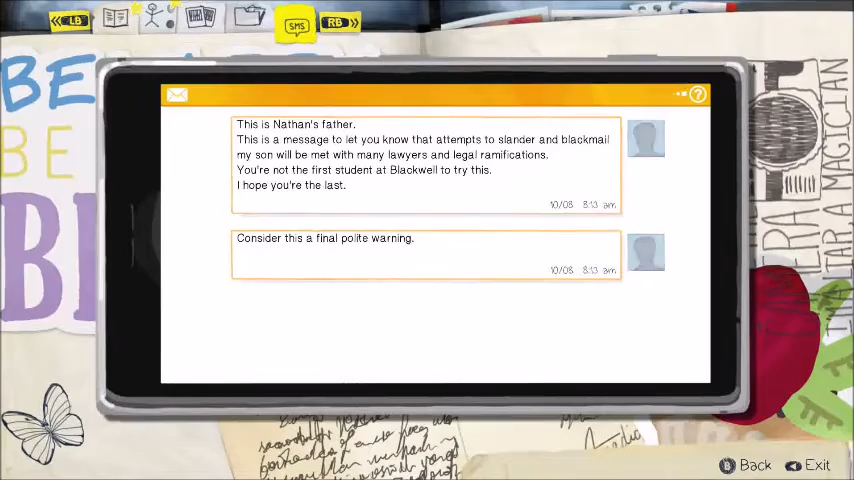 LB
SMS
RB
?
BE
This is Nathan's father.
This is a message to let you know that attempts to slander and blackmail
my son will be met with many lawyers and legal ramifications.
You're not the first student at Blackwell to try this.
I hope you're the last.
10/08 8:13 am
Consider this a final polite warning.
10/08 8:13 am
BE
B
TAR A MAGICIAN
ERA
B Back
Exit